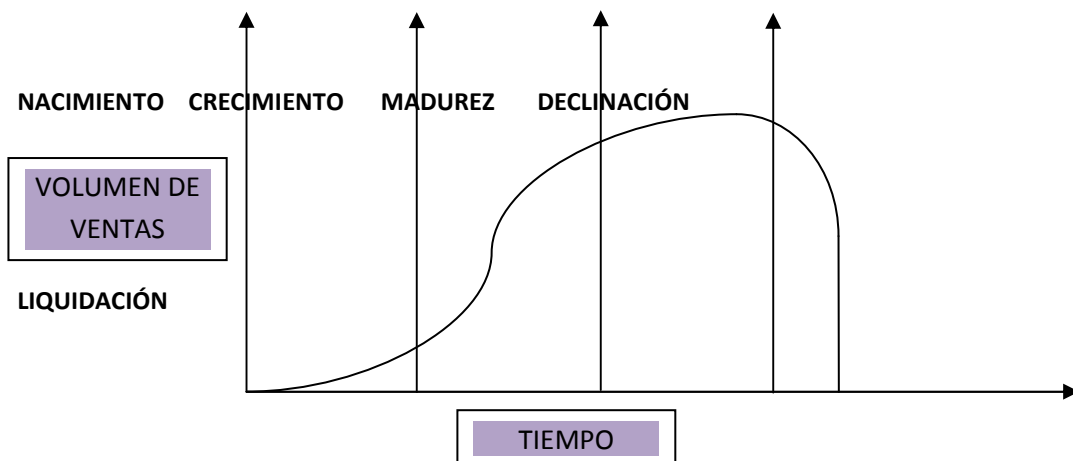 NACIMIENTO CRECIMIENTO MADUREZ DECLINACIÓN
VOLUMEN DE
VENTAS
LIQUIDACIÓN
TIEMPO